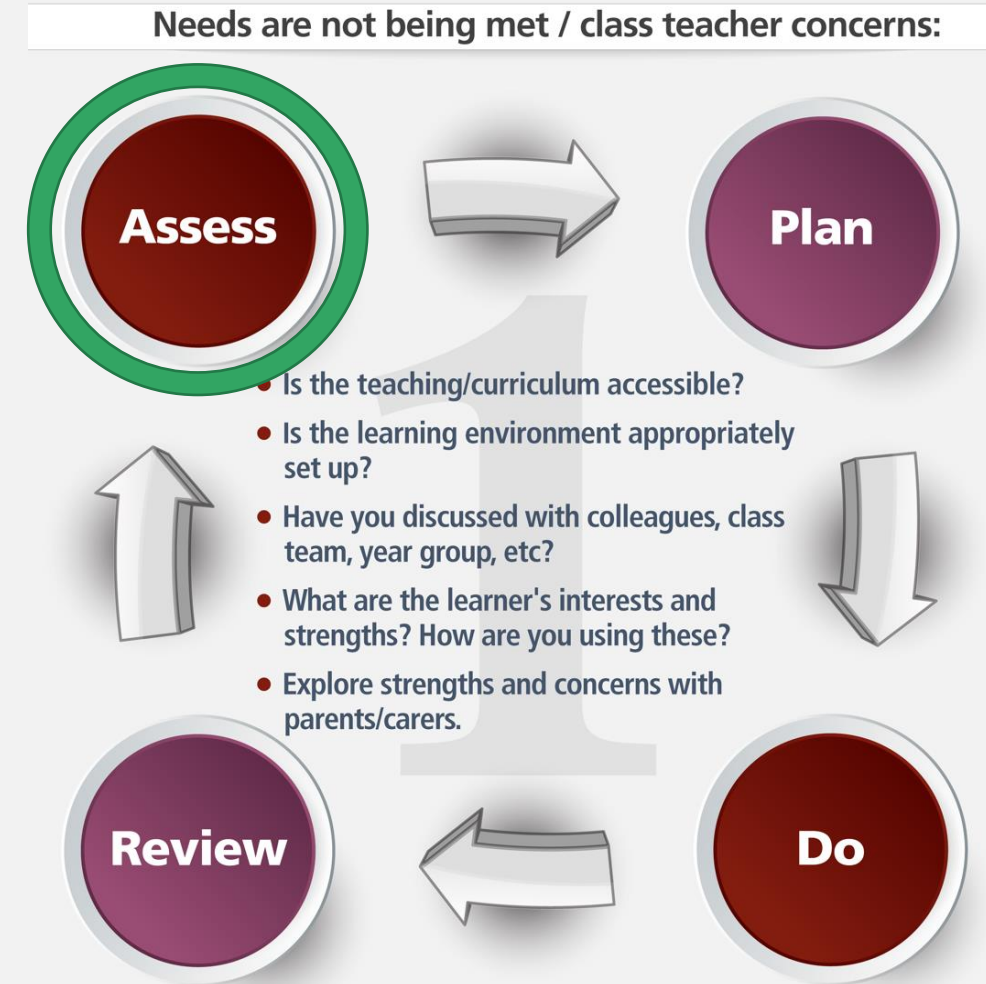 Needs are not being met / class teacher concerns:
Assess
Plan
1
• Is the teaching/curriculum accessible?
• Is the learning environment appropriately
set up?
• Have you discussed with colleagues, class
team, year group, etc?
• What are the learner's interests and
strengths? How are you using these?
• Explore strengths and concerns with
parents/carers.
Review
Do